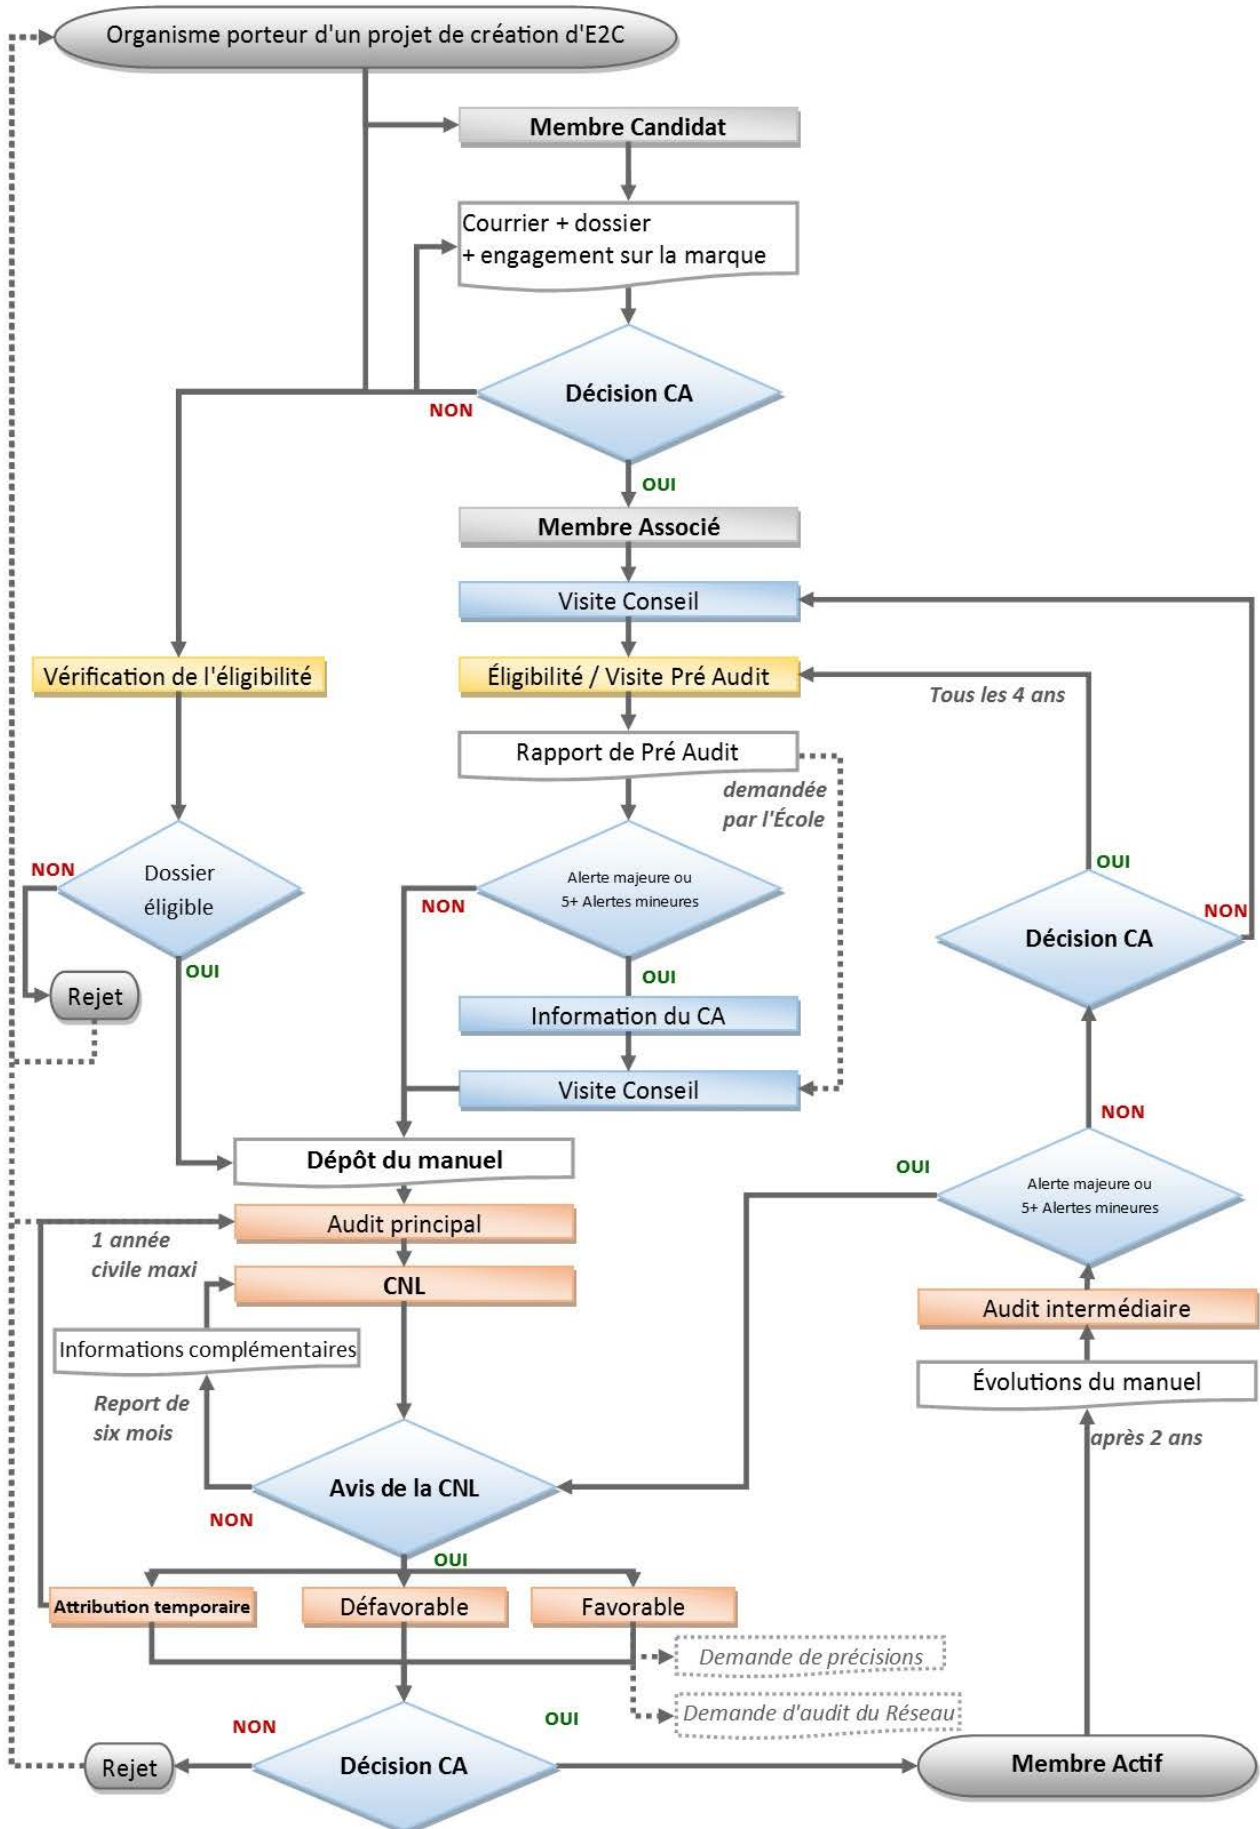 Organisme porteur d'un projet de création d'E2C
Membre Candidat
Courrier + dossier
+ engagement sur la marque
Décision CA
NON
OUI
Membre Associé
Visite Conseil
Vérification de l'éligibilité
Éligibilité / Visite Pré Audit
Tous les 4 ans
Rapport de Pré Audit
demandée
par l'École
NON
Dossier
éligible
OUI
Rejet
Alerte majeure ou
5+ Alertes mineures
NON
OUI
Information du CA
Visite Conseil
OUI
NON
Décision CA
NON
OUI
Alerte majeure ou
5+ Alertes mineures
Dépôt du manuel
Audit principal
1 année
civile maxi
CNL
Informations complémentaires
Report de
six mois
Audit intermédiaire
Évolutions du manuel
après 2 ans
Avis de la CNL
NON
OUI
Attribution temporaire
Défavorable
Favorable
Demande de précisions
Demande d'audit du Réseau
NON
OUI
Rejet
Décision CA
Membre Actif